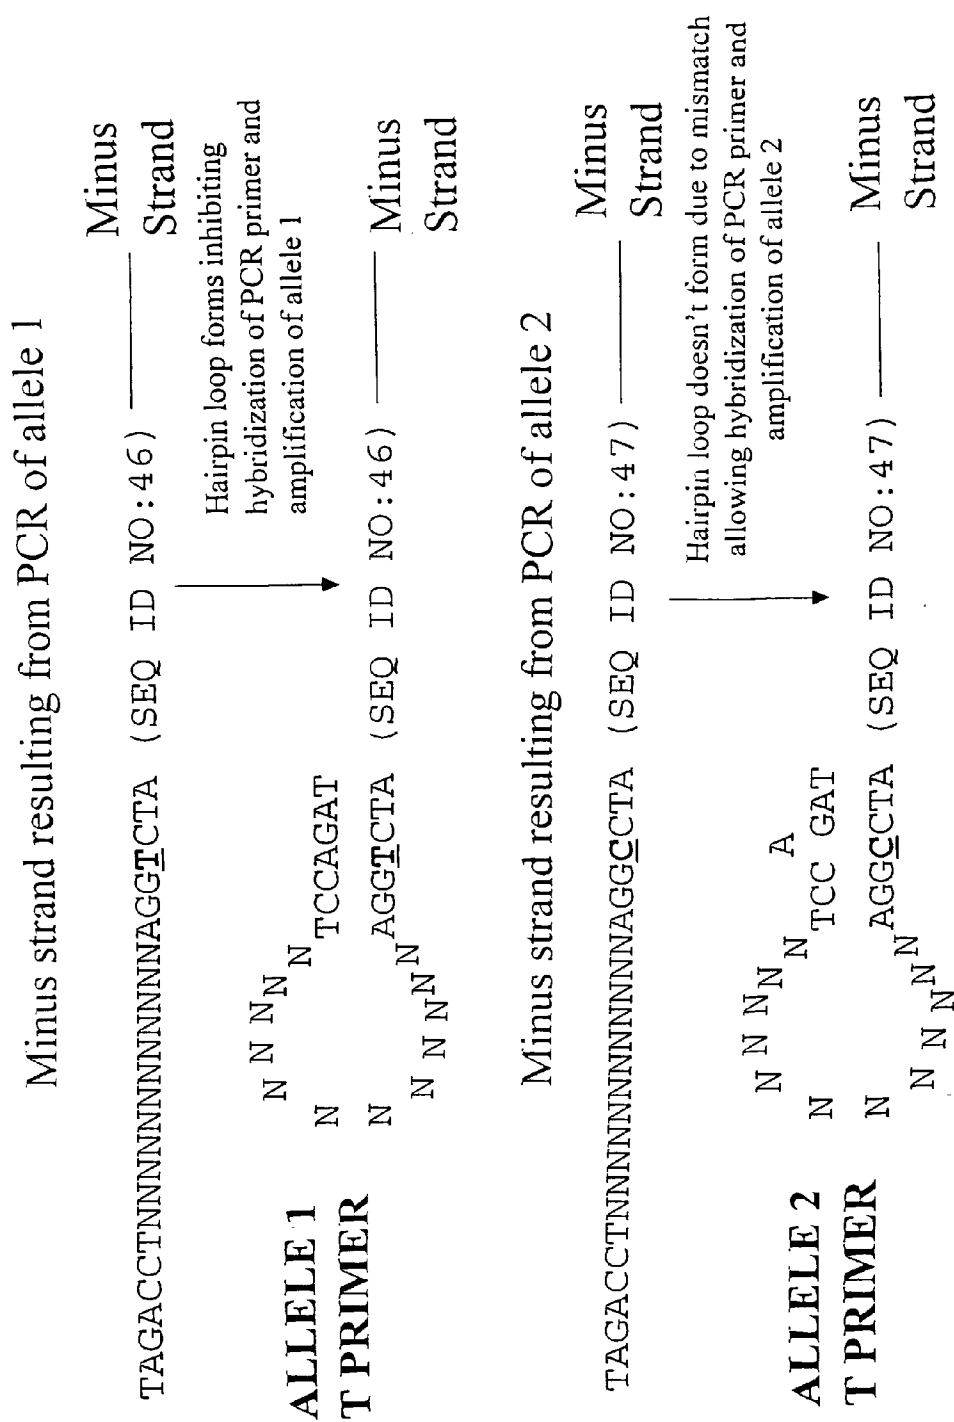 Minus strand resulting from PCR of allele 1
TAGACCTNNNNNNNNNNNAGGTCTA (SEQ ID NO:46)
Minus
Strand
Hairpin loop forms inhibiting
hybridization of PCR primer and
amplification of allele 1
ALLELE 1
T PRIMER
N N N N N TCCAGAT
N
N
N N N N N AGGTCTA (SEQ ID NO:46)
Minus
Strand
Minus strand resulting from PCR of allele 2
TAGACCTNNNNNNNNNNNAGGCCTA (SEQ ID NO:47)
Minus
Strand
Hairpin loop doesn't form due to mismatch
allowing hybridization of PCR primer and
amplification of allele 2
ALLELE 2
T PRIMER
A
N N N N N TCC GAT
N
N
N N N N N AGGCCTA (SEQ ID NO:47)
Minus
Strand